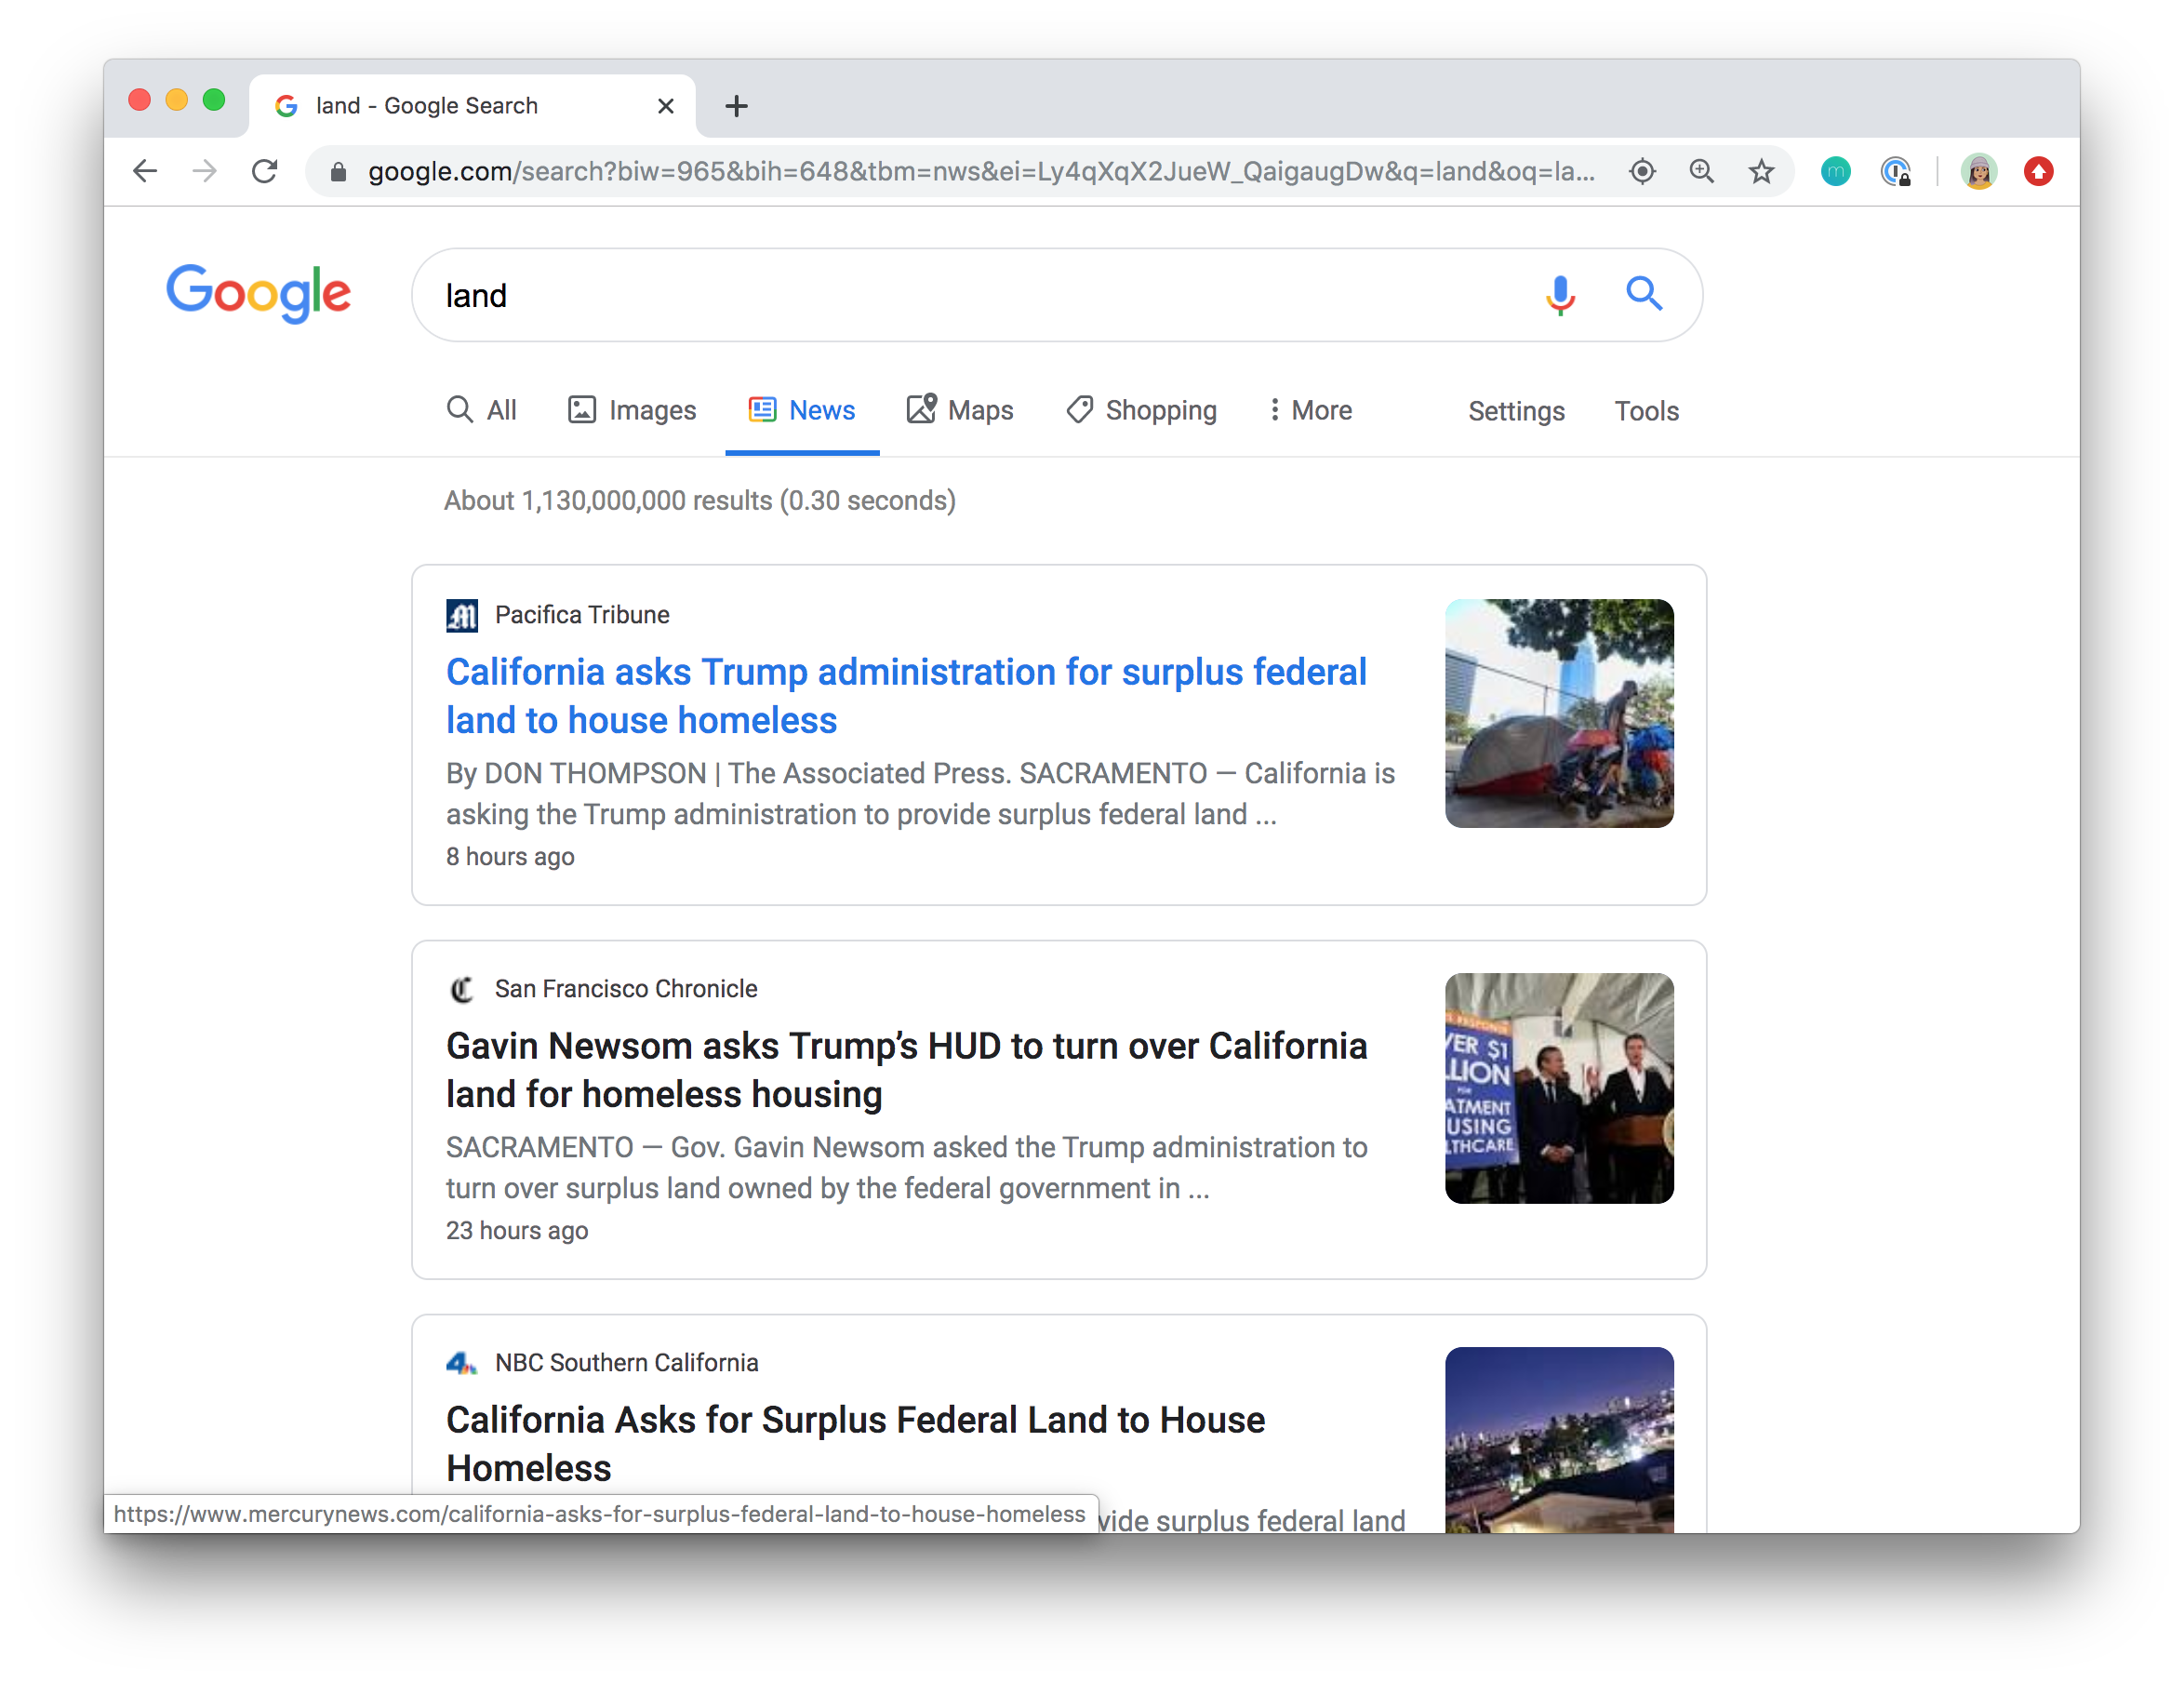 land - Google Search
google.com/search?biw=965&bih=648&tbm=nws&ei=Ly4qXqX2JueW_QaigaugDw&q=land&oq=la...
m
Google
land
All Images News Maps Shopping More Settings Tools
About 1,130,000,000 results (0.30 seconds)
M Pacifica Tribune
California asks Trump administration for surplus federal
land to house homeless
By DON THOMPSON | The Associated Press. SACRAMENTO — California is
asking the Trump administration to provide surplus federal land ...
8 hours ago
C San Francisco Chronicle
Gavin Newsom asks Trump’s HUD to turn over California
land for homeless housing
SACRAMENTO — Gov. Gavin Newsom asked the Trump administration to
turn over surplus land owned by the federal government in ...
23 hours ago
VER $1
LLION
FOR
ATMENT
USING
LTHCARE
4 NBC Southern California
California Asks for Surplus Federal Land to House
Homeless
https://www.mercurynews.com/california-asks-for-surplus-federal-land-to-house-homeless
vide surplus federal land